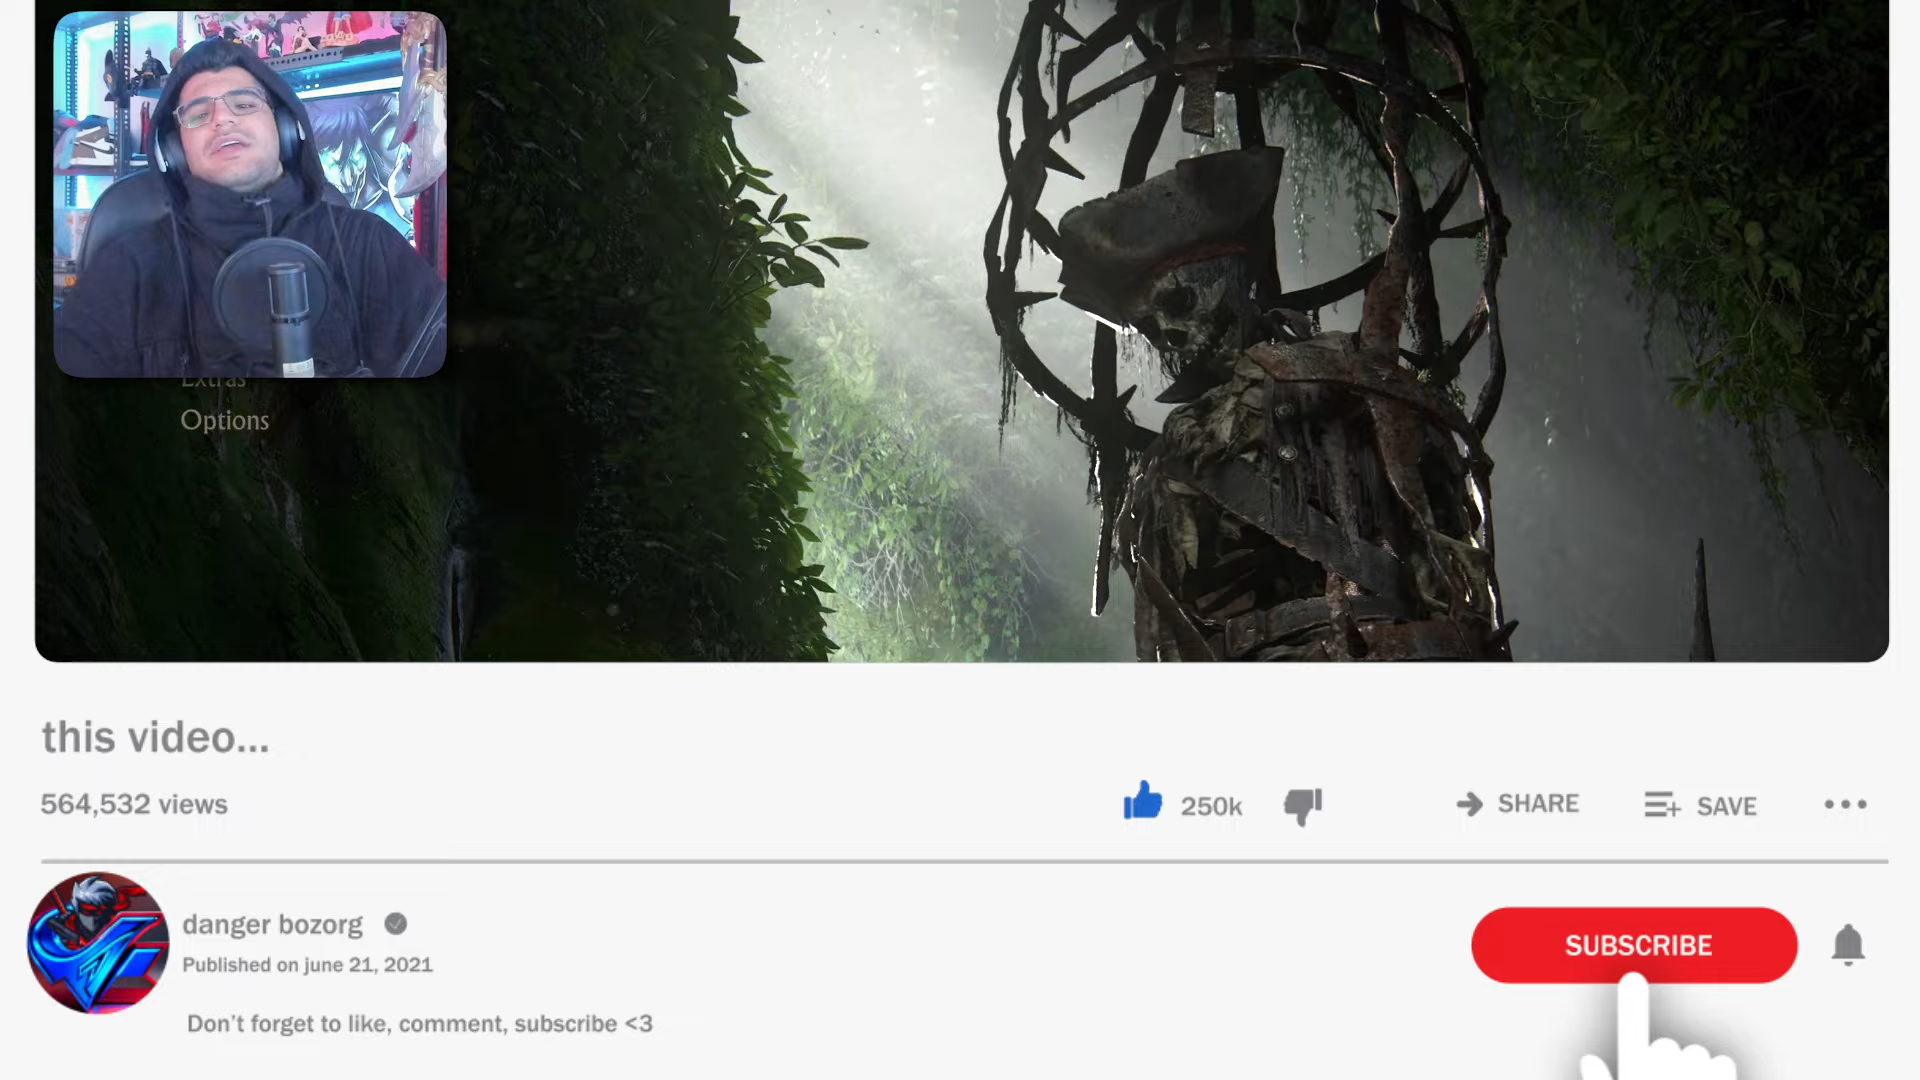 Extras
Options
this video...
564,532 views
250k
SHARE
SAVE
danger bozorg
Published on june 21, 2021
SUBSCRIBE
Don't forget to like, comment, subscribe <3